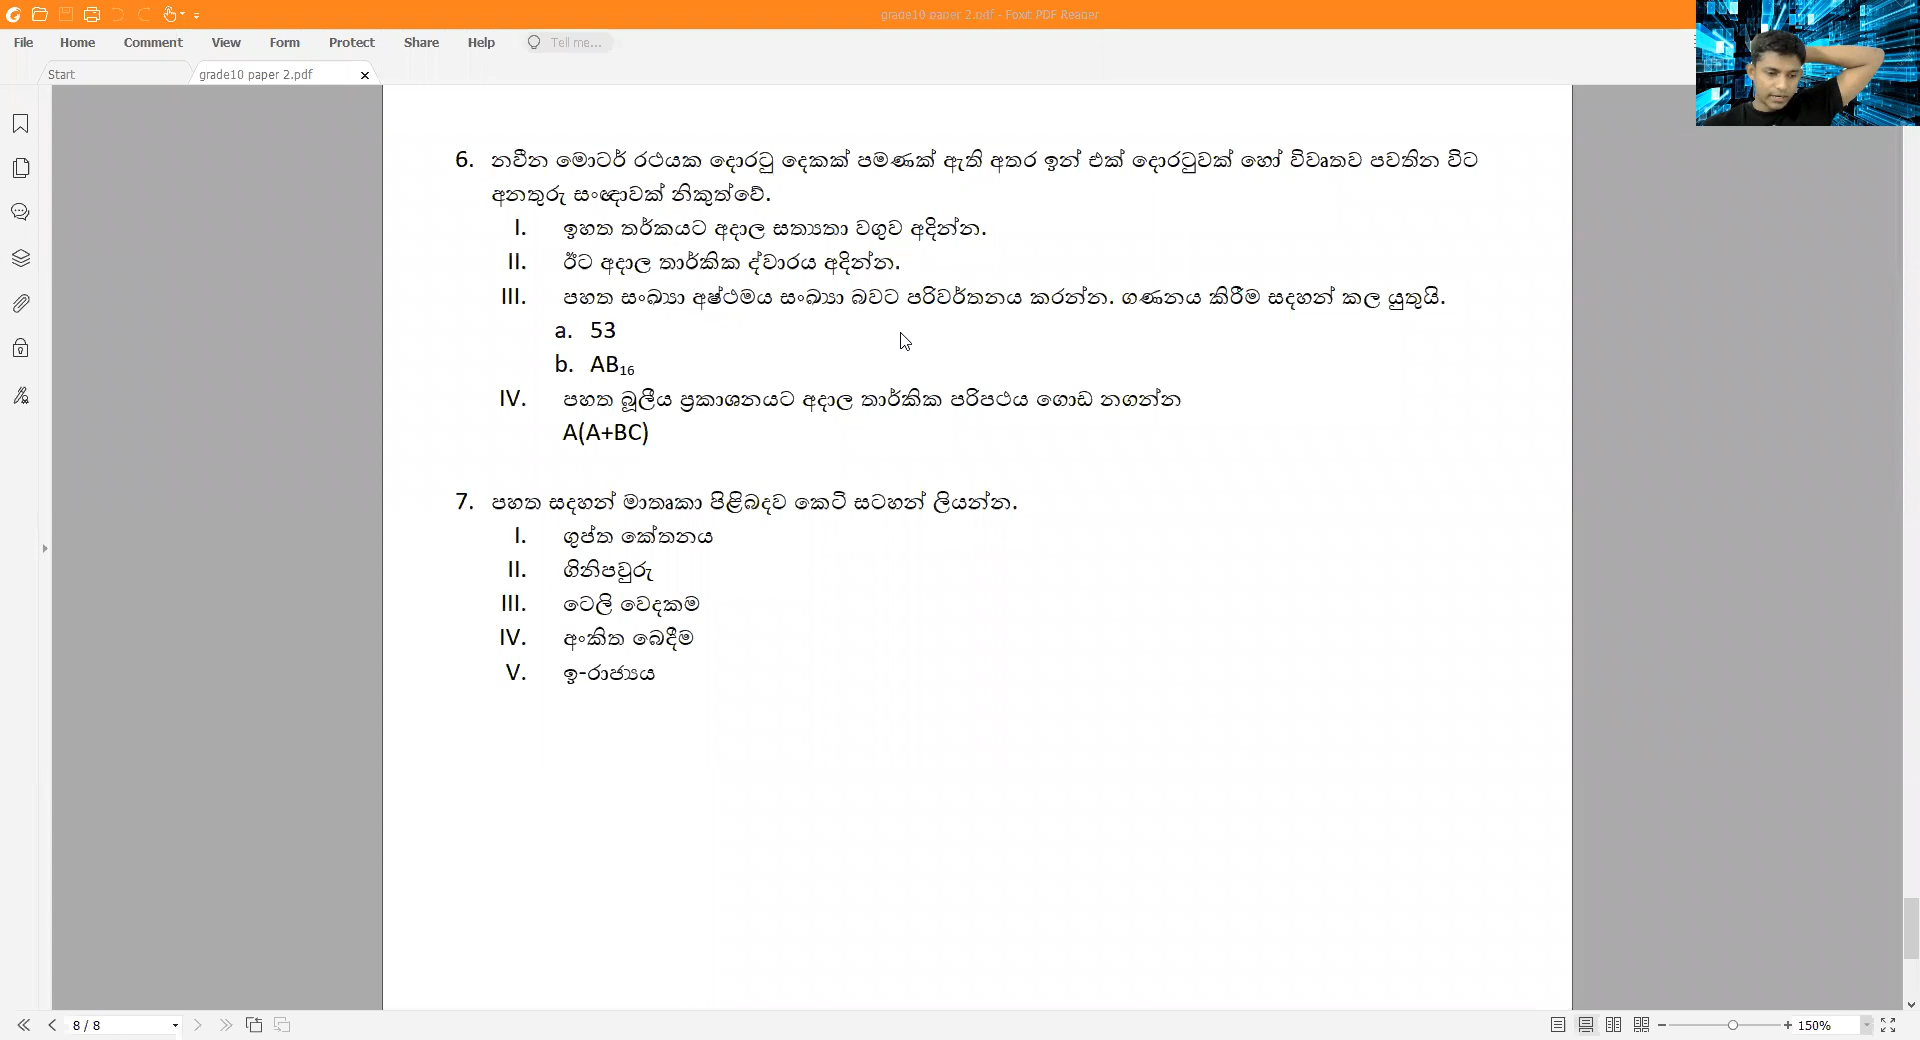 grade10 paper 2.pdf - Foxit PDF Reader
File Home Comment View Form Protect Share Help Tell me...
Start grade10 paper 2.pdf
6. නවීන මොටර් රථයක දොරටු දෙකක් පමණක් ඇති අතර ඉන් එක් දොරටුවක් හෝ විවෘතව පවතින විට
අනතුරු සංඥාවක් නිකුත්වේ.
I. ඉහත තර්කයට අදාල සත්‍යතා වගුව අදින්න.
II. ඊට අදාල තාර්කික ද්වාරය අදින්න.
III. පහත සංඛ්‍යා අෂ්ථමය සංඛ්‍යා බවට පරිවර්තනය කරන්න. ගණනය කිරීම සදහන් කල යුතුයි.
a. 53
b. AB₁₆
IV. පහත බූලීය ප්‍රකාශනයට අදාල තාර්කික පරිපථය ගොඩ නගන්න
A(A+BC)
7. පහත සදහන් මාතෘකා පිළිබදව කෙටි සටහන් ලියන්න.
I. ගුප්ත කේතනය
II. ගිනිපවුරු
III. ටෙලි වෙදකම
IV. අංකිත බෙදීම
V. ඉ-රාජ්‍යය
8 / 8 150%